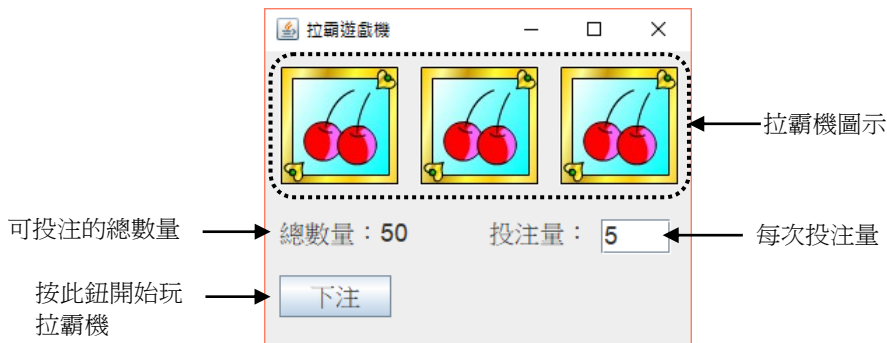 拉霸遊戲機
拉霸機圖示
可投注的總數量
總數量：50
投注量：
5
每次投注量
按此鈕開始玩
拉霸機
下注